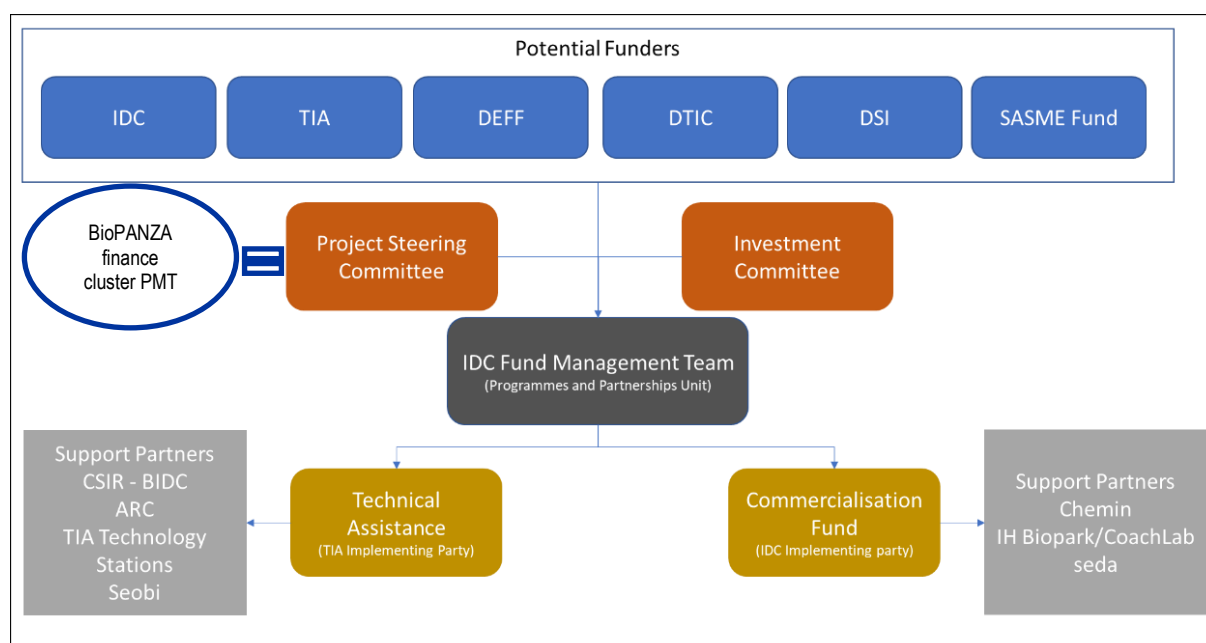 Potential Funders
IDC
TIA
DEFF
DTIC
DSI
SASME Fund
BioPANZA
finance
cluster PMT
Project Steering
Committee
Investment
Committee
IDC Fund Management Team
(Programmes and Partnerships Unit)
Support Partners
CSIR - BIDC
ARC
TIA Technology
Stations
Seobi
Technical
Assistance
(TIA Implementing Party)
Commercialisation
Fund
(IDC Implementing party)
Support Partners
Chemin
IH Biopark/CoachLab
seda